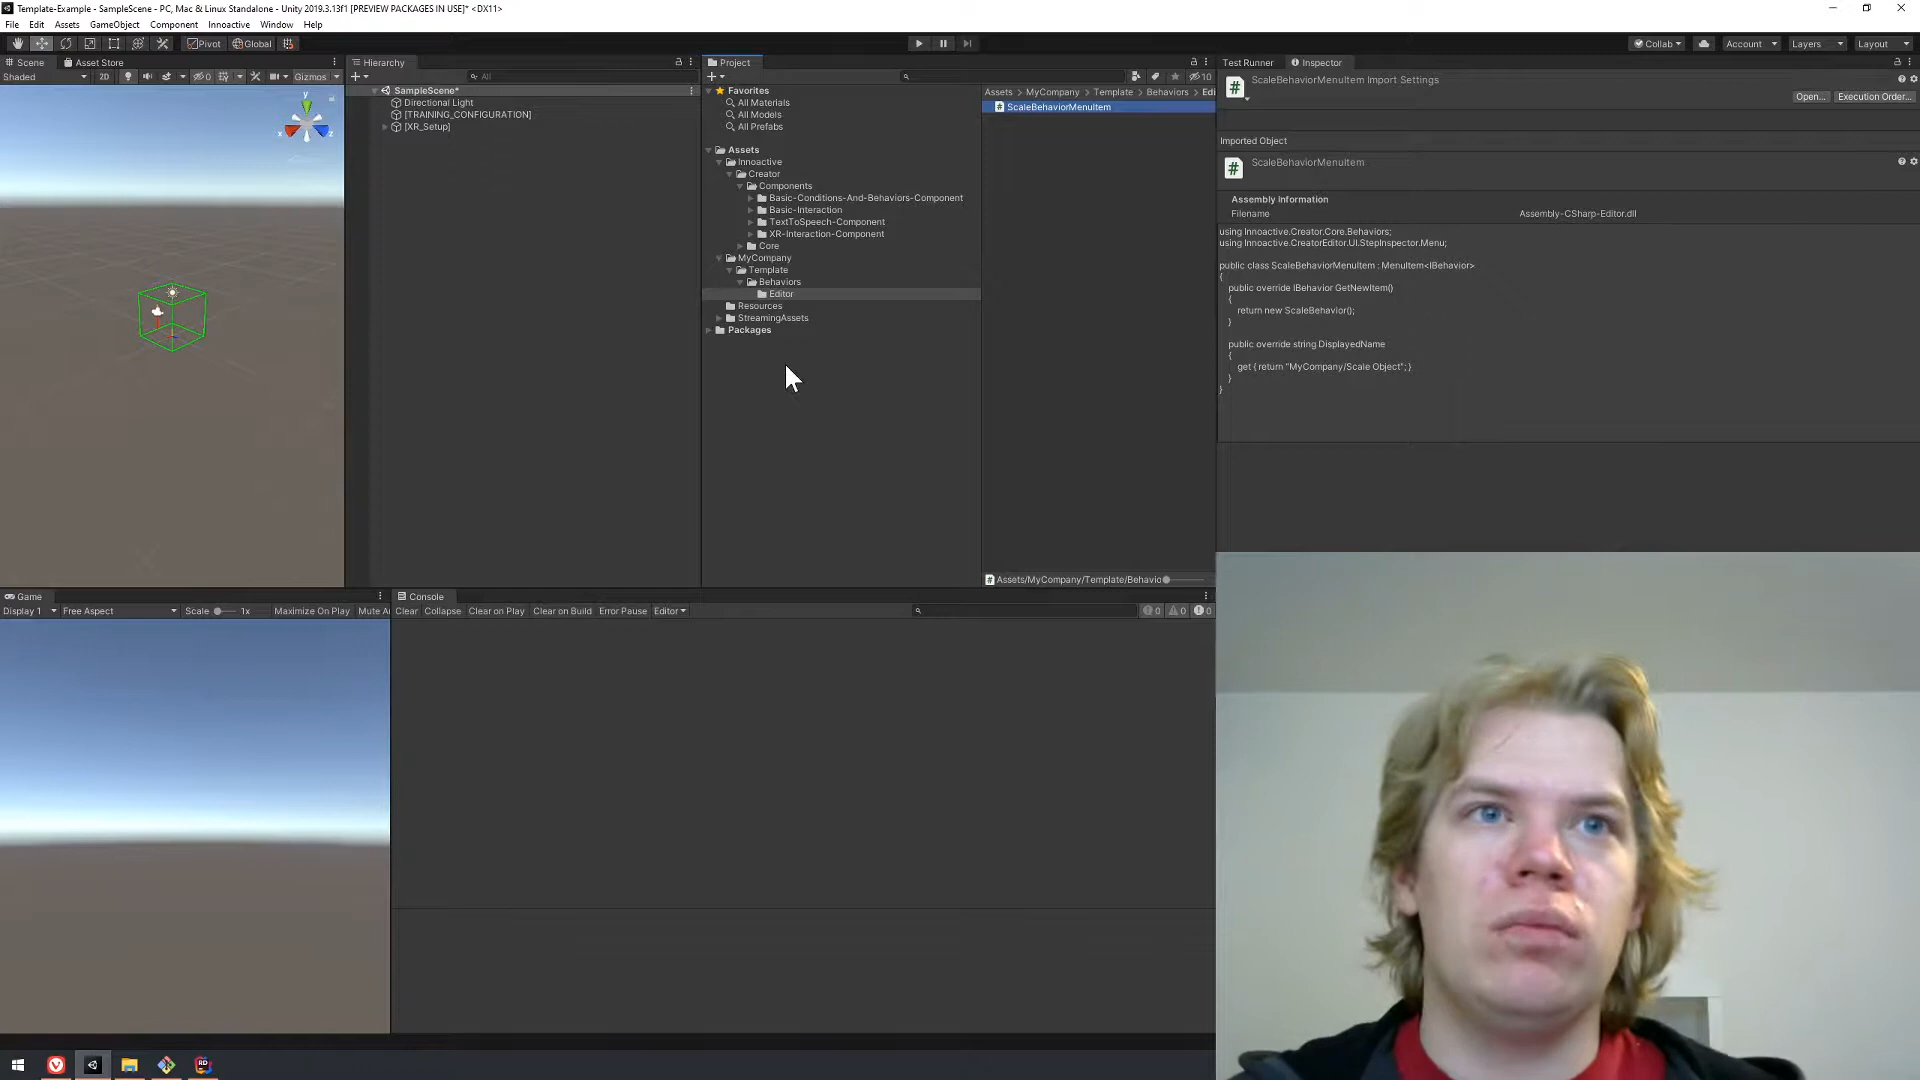 Template-Example - SampleScene - PC, Mac & Linux Standalone - Unity 2019.3.13f1 [PREVIEW PACKAGES IN USE]* <DX11>
File Edit Assets GameObject Component Innoactive Window Help
Pivot Global Collab Account Layers Layout
Scene Asset Store Hierarchy Project Test Runner Inspector
Shaded 2D 0 Gizmos All 10
ScaleBehaviorMenuItem Import Settings
Open... Execution Order...
SampleScene*
Directional Light
[TRAINING_CONFIGURATION]
[XR_Setup]
y
x z
Favorites
All Materials
All Models
All Prefabs
Assets
Innoactive
Creator
Components
Basic-Conditions-And-Behaviors-Component
Basic-Interaction
TextToSpeech-Component
XR-Interaction-Component
Core
MyCompany
Template
Behaviors
Editor
Resources
StreamingAssets
Packages
Assets > MyCompany > Template > Behaviors > Edi
ScaleBehaviorMenuItem
Assets/MyCompany/Template/Behavio
Imported Object
ScaleBehaviorMenuItem
Assembly Information
Filename Assembly-CSharp-Editor.dll
using Innoactive.Creator.Core.Behaviors;
using Innoactive.CreatorEditor.UI.StepInspector.Menu;
public class ScaleBehaviorMenuItem : MenuItem<IBehavior>
{
public override IBehavior GetNewItem()
{
return new ScaleBehavior();
}
public override string DisplayedName
{
get { return "MyCompany/Scale Object"; }
}
}
Game Console
Display 1 Free Aspect Scale 1x Maximize On Play Mute A
Clear Collapse Clear on Play Clear on Build Error Pause Editor 0 0 0
RD